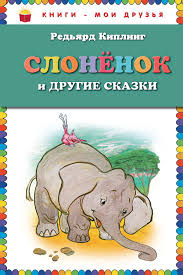 КНИГИ - МОИ ДРУЗЬЯ
Редьярд Киплинг
СЛОНЁНОК
и ДРУГИЕ СКАЗКИ